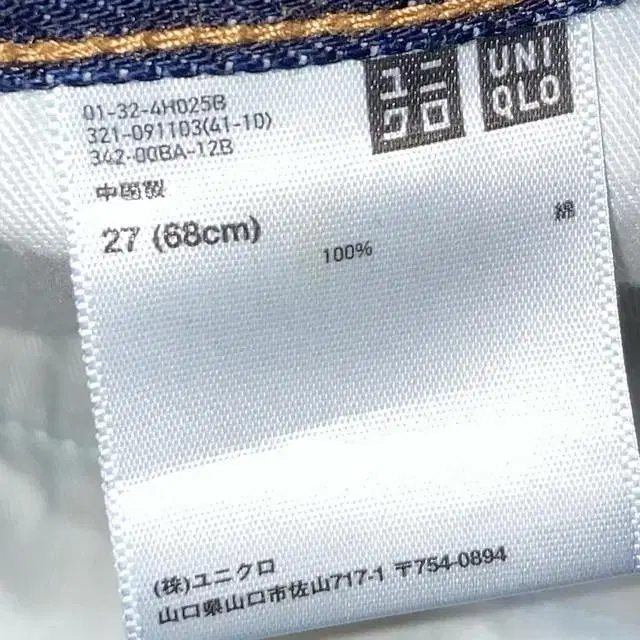 ユニ
クロ
UNI
QLO
01-32-4H025B
321-091103(41-10)
342-00BA-12B
中国製
27 (68cm)
綿
100%
(株)ユニクロ
山口県山口市佐山717-1 〒754-0894